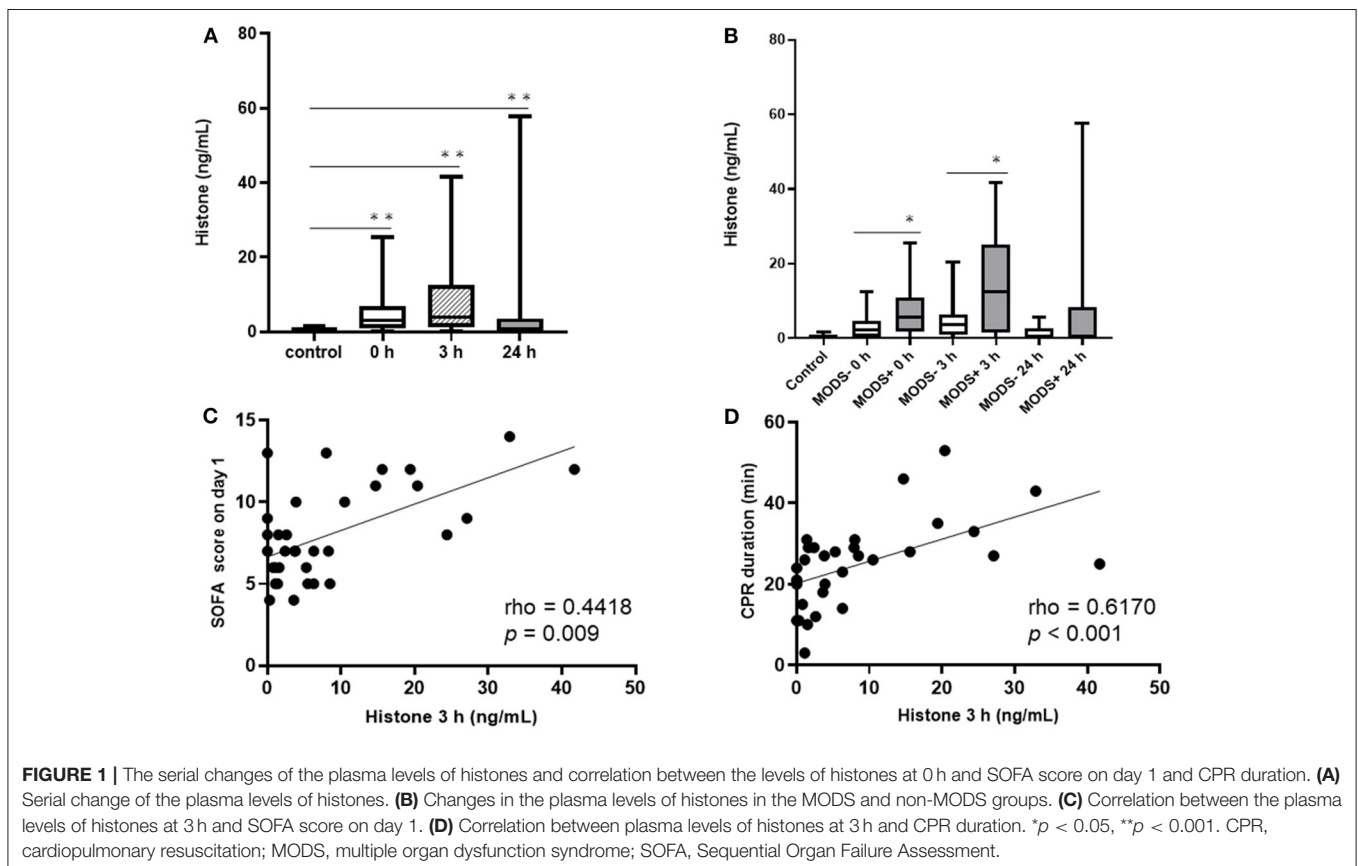 A
80
60
40
20
0
Histone (ng/mL)
* *
* *
* *
control 0 h 3 h 24 h
B
80
60
40
20
0
Histone (ng/mL)
*
*
Control
MODS- 0 h
MODS+ 0 h
MODS- 3 h
MODS+ 3 h
MODS- 24 h
MODS+ 24 h
C
15
10
5
0
SOFA score on day 1
rho = 0.4418
p = 0.009
0 10 20 30 40 50
Histone 3 h (ng/mL)
D
60
40
20
0
CPR duration (min)
rho = 0.6170
p < 0.001
0 10 20 30 40 50
Histone 3 h (ng/mL)
FIGURE 1 | The serial changes of the plasma levels of histones and correlation between the levels of histones at 0 h and SOFA score on day 1 and CPR duration. (A)
Serial change of the plasma levels of histones. (B) Changes in the plasma levels of histones in the MODS and non-MODS groups. (C) Correlation between the plasma
levels of histones at 3 h and SOFA score on day 1. (D) Correlation between plasma levels of histones at 3 h and CPR duration. *p < 0.05, **p < 0.001. CPR,
cardiopulmonary resuscitation; MODS, multiple organ dysfunction syndrome; SOFA, Sequential Organ Failure Assessment.